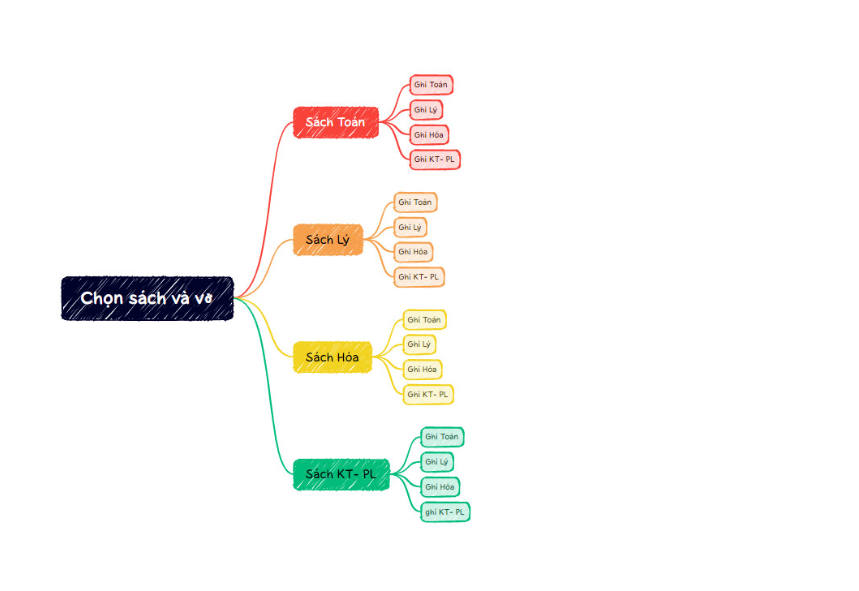 Chọn sách và vở
Sách Toán
Ghi Toán
Ghi Lý
Ghi Hóa
Ghi KT- PL
Sách Lý
Ghi Toán
Ghi Lý
Ghi Hóa
Ghi KT- PL
Sách Hóa
Ghi Toán
Ghi Lý
Ghi Hóa
Ghi KT- PL
Sách KT- PL
Ghi Toán
Ghi Lý
Ghi Hóa
ghi KT- PL